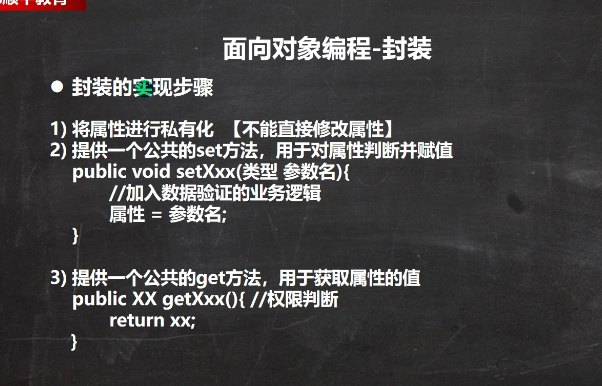 顺平教育
面向对象编程-封装
● 封装的实现步骤
1) 将属性进行私有化 【不能直接修改属性】
2) 提供一个公共的set方法，用于对属性判断并赋值
public void setXxx(类型 参数名){
//加入数据验证的业务逻辑
属性 = 参数名;
}
3) 提供一个公共的get方法，用于获取属性的值
public XX getXxx(){ //权限判断
return xx;
}